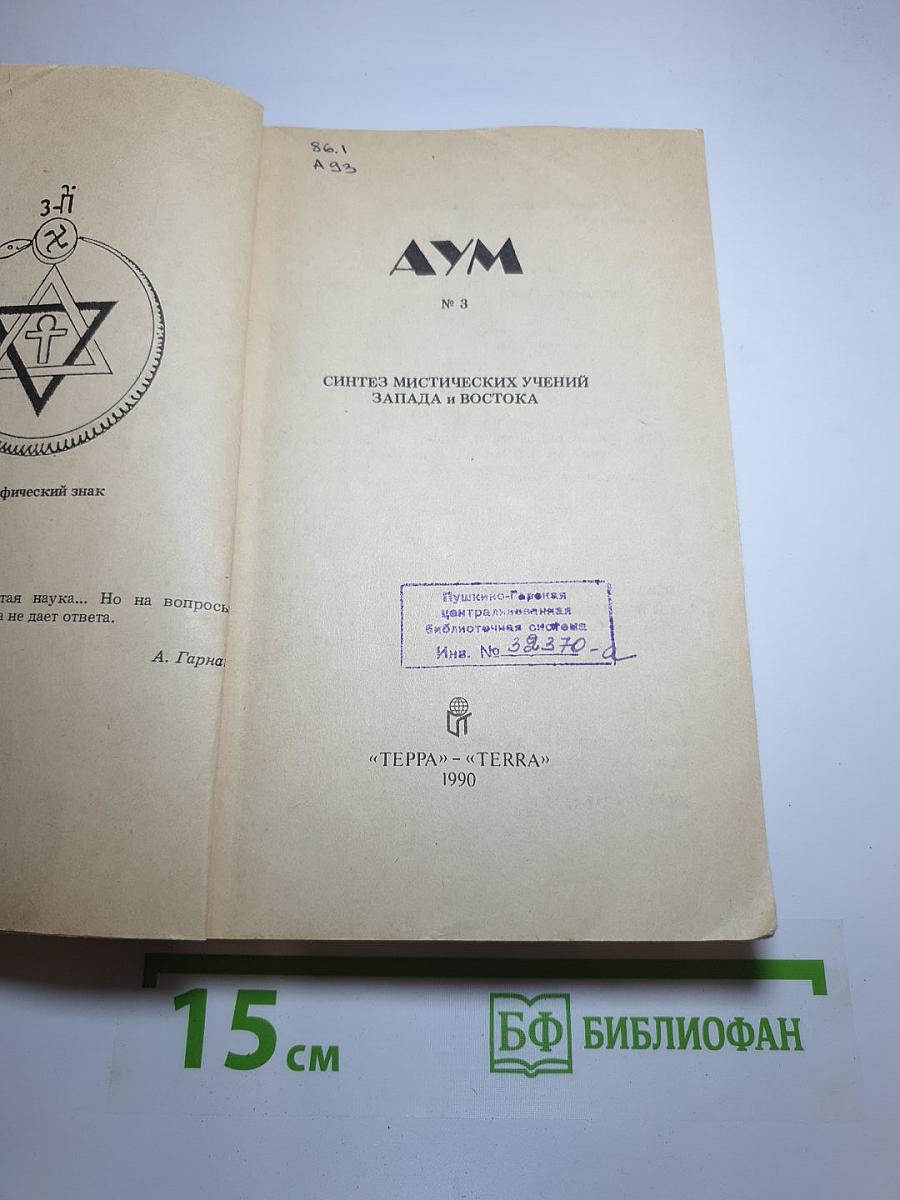 фический знак
тая наука... Но на вопросы
а не дает ответа.
А. Гарна
86.1
А93
АУМ
№ 3
СИНТЕЗ МИСТИЧЕСКИХ УЧЕНИЙ
ЗАПАДА и ВОСТОКА
Пушкино-Горская
централизованная
библиотечная система
Инв. № 32370-а
«ТЕРРА» – «TERRA»
1990
15 см
БФ БИБЛИОФАН